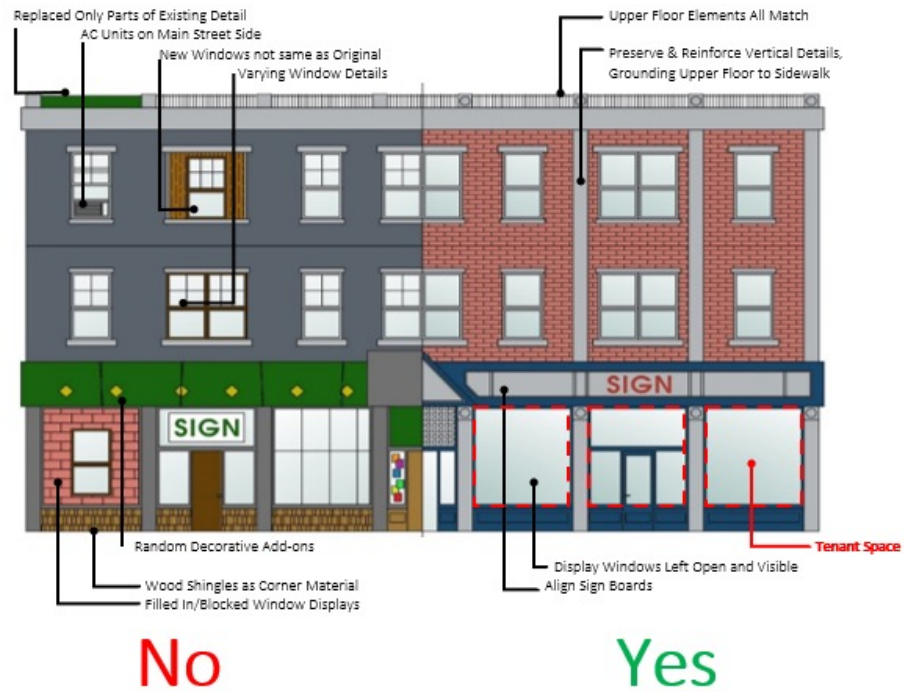 Replaced Only Parts of Existing Detail
AC Units on Main Street Side
New Windows not same as Original
Varying Window Details
Upper Floor Elements All Match
Preserve & Reinforce Vertical Details,
Grounding Upper Floor to Sidewalk
SIGN
SIGN
Random Decorative Add-ons
Tenant Space
Display Windows Left Open and Visible
Align Sign Boards
Wood Shingles as Corner Material
Filled In/Blocked Window Displays
No
Yes